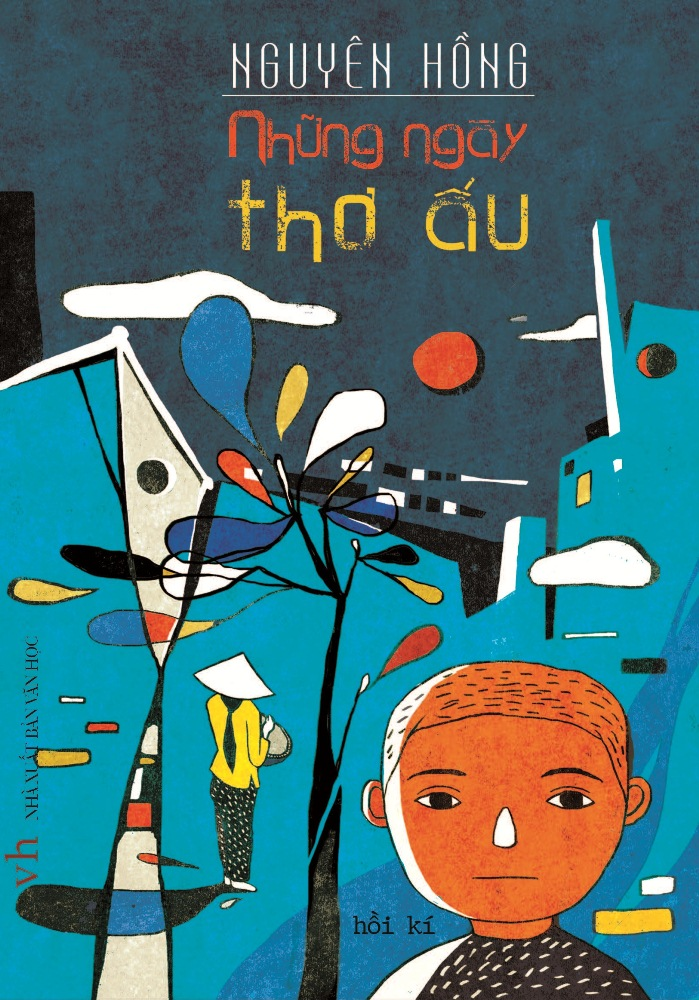 NGUYÊN HỒNG
Những ngày
thơ ấu
hồi kí
vh NHÀ XUẤT BẢN VĂN HỌC